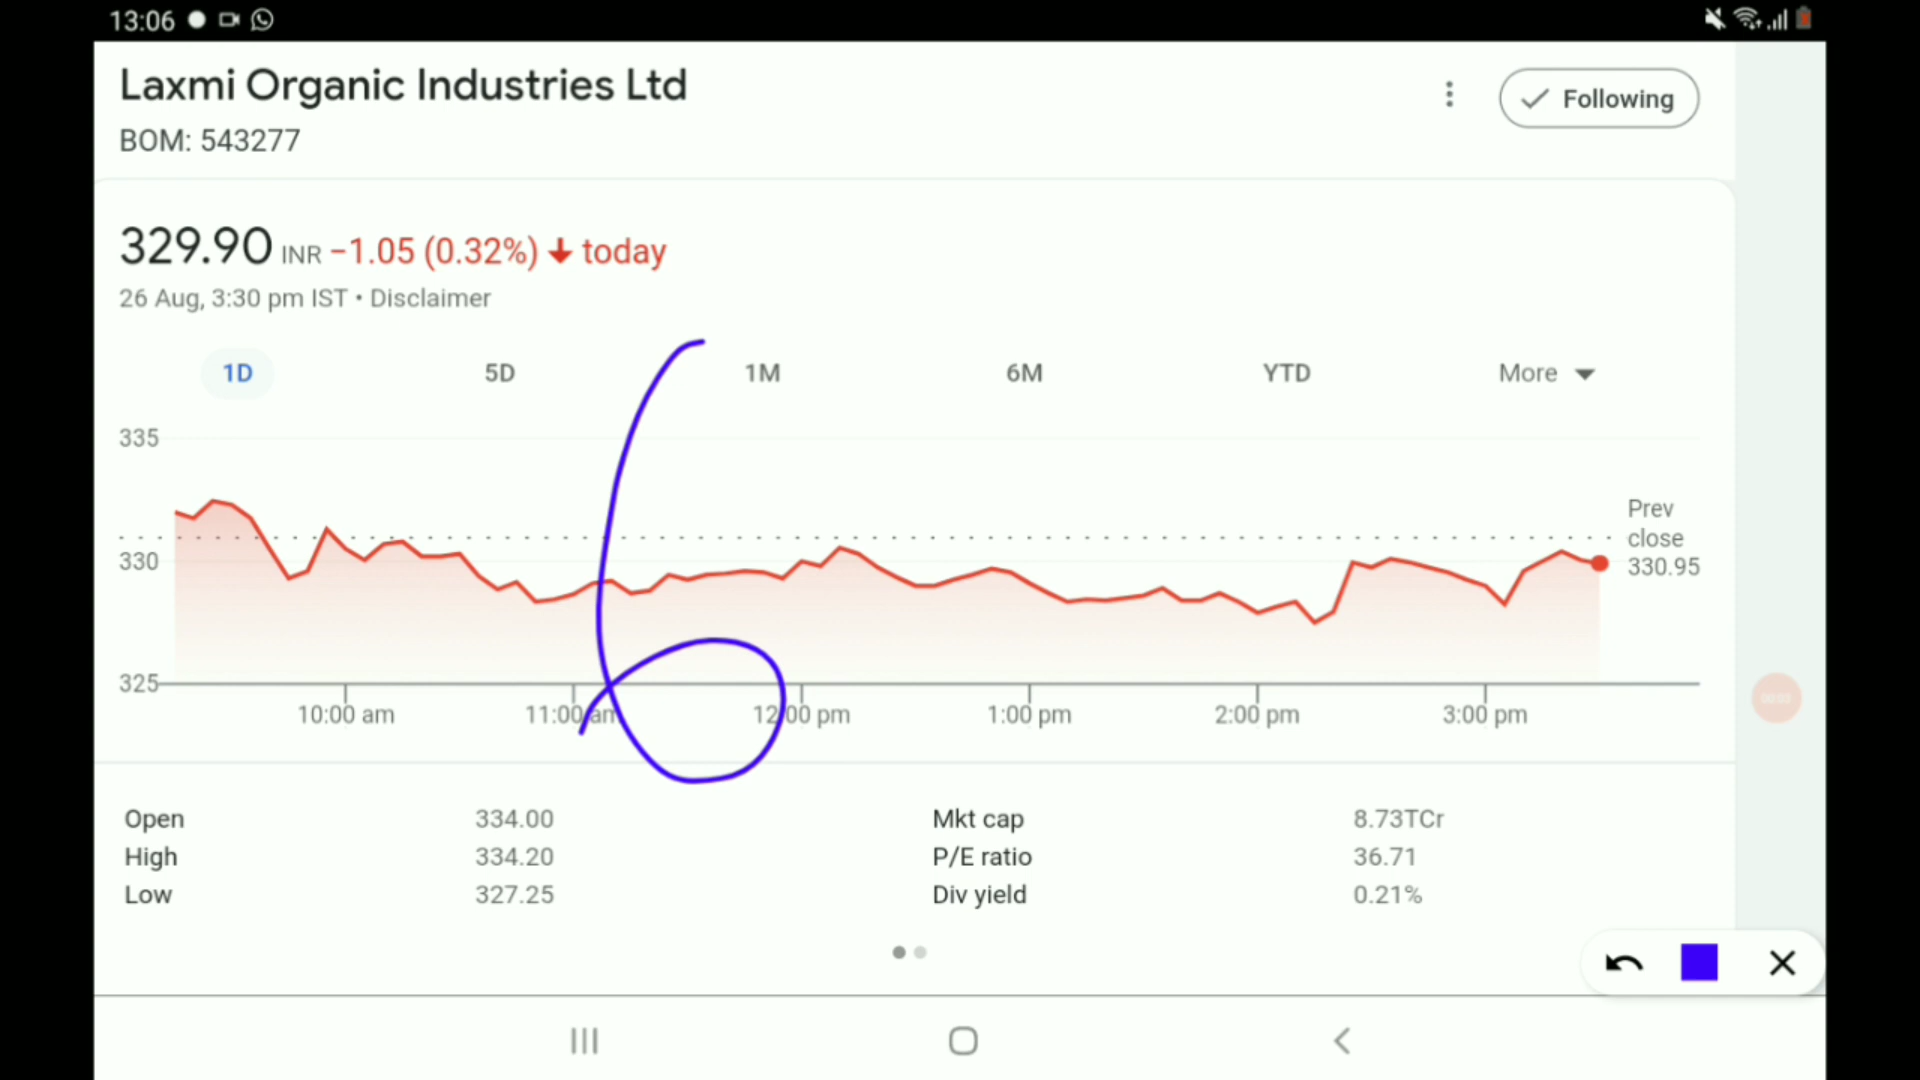 13:06
Laxmi Organic Industries Ltd
Following
BOM: 543277
329.90 INR −1.05 (0.32%) today
26 Aug, 3:30 pm IST • Disclaimer
1D 5D 1M 6M YTD More
335
330
325
Prev
close
330.95
10:00 am 11:00 am 12:00 pm 1:00 pm 2:00 pm 3:00 pm
Open 334.00 Mkt cap 8.73TCr
High 334.20 P/E ratio 36.71
Low 327.25 Div yield 0.21%